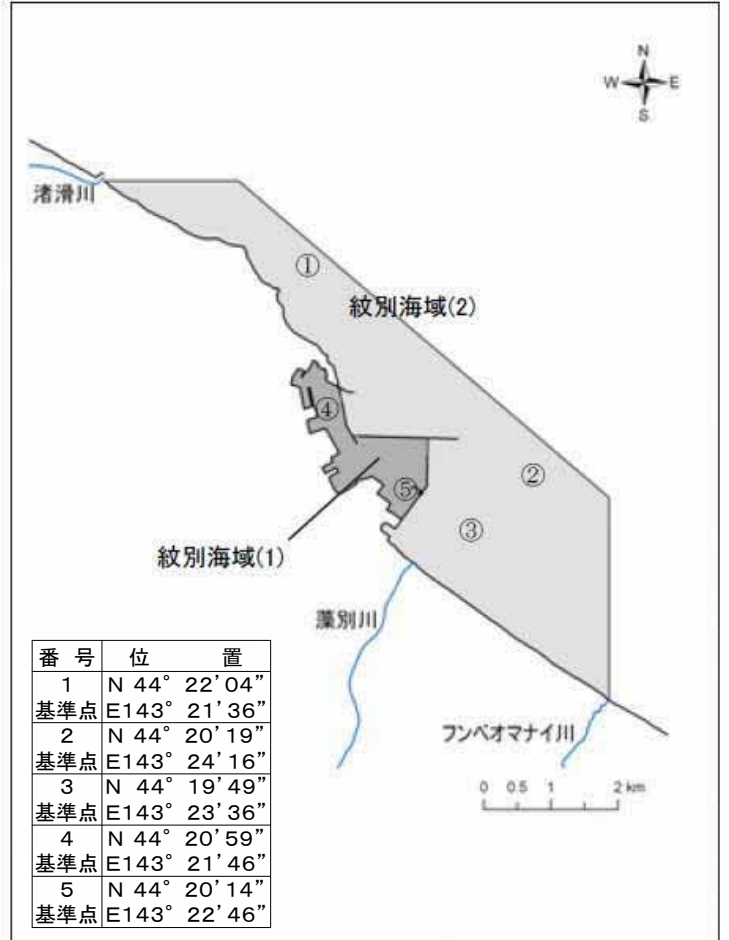 N
W E
S
渚滑川
①
紋別海域(2)
④
②
⑤
③
紋別海域(1)
藻別川
番 号 位 置
1 N 44° 22'04"
基準点 E143° 21'36"
2 N 44° 20'19"
基準点 E143° 24'16"
3 N 44° 19'49"
基準点 E143° 23'36"
4 N 44° 20'59"
基準点 E143° 21'46"
5 N 44° 20'14"
基準点 E143° 22'46"
フンベオマナイ川
0 0.5 1 2 km